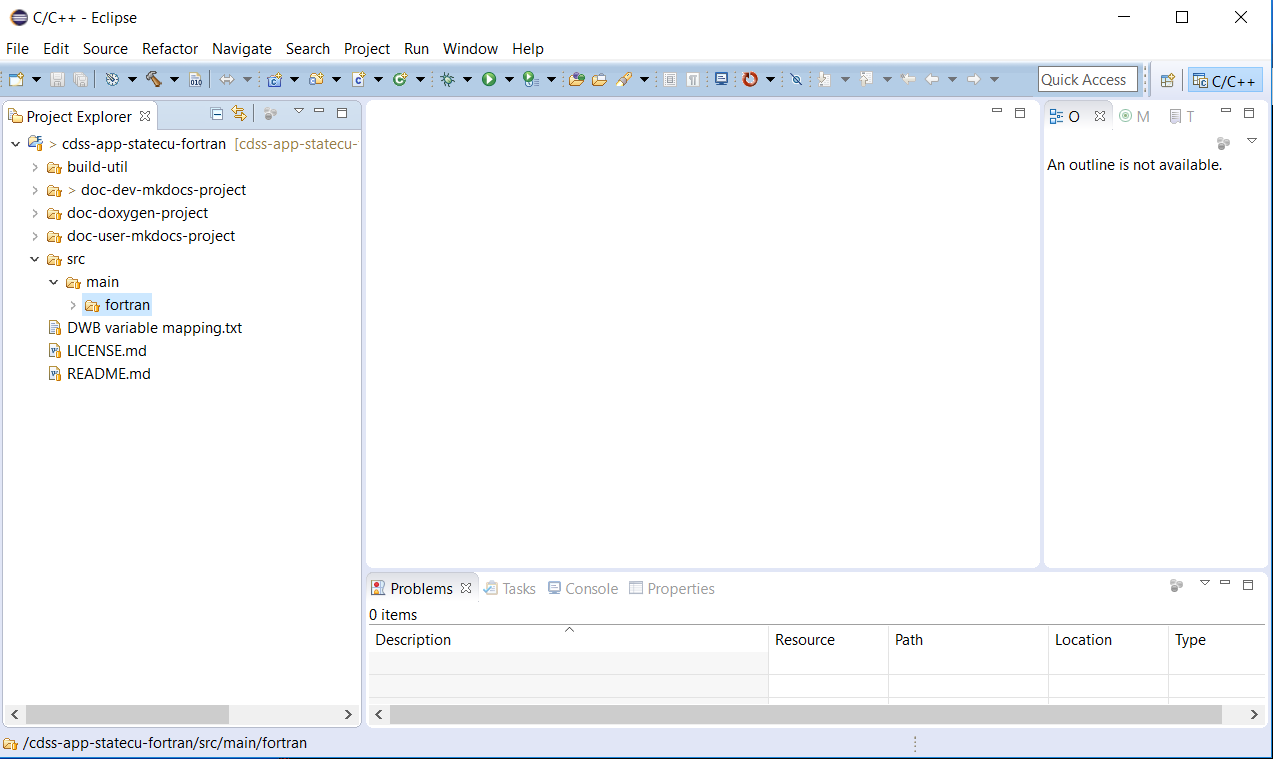 C/C++ - Eclipse
File Edit Source Refactor Navigate Search Project Run Window Help
010 Quick Access C/C++
Project Explorer
> cdss-app-statecu-fortran [cdss-app-statecu-
build-util
> doc-dev-mkdocs-project
doc-doxygen-project
doc-user-mkdocs-project
src
main
fortran
DWB variable mapping.txt
LICENSE.md
README.md
O M T
An outline is not available.
Problems Tasks Console Properties
0 items
Description Resource Path Location Type
/cdss-app-statecu-fortran/src/main/fortran